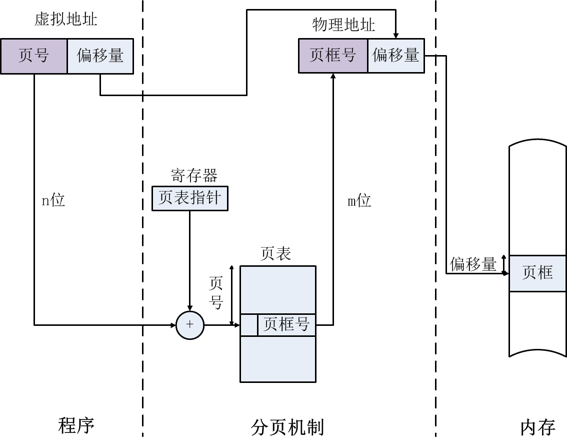 虚拟地址
页号 偏移量
物理地址
页框号 偏移量
n位
寄存器
页表指针
m位
页表
页号
+
页框号
偏移量
页框
程序
分页机制
内存